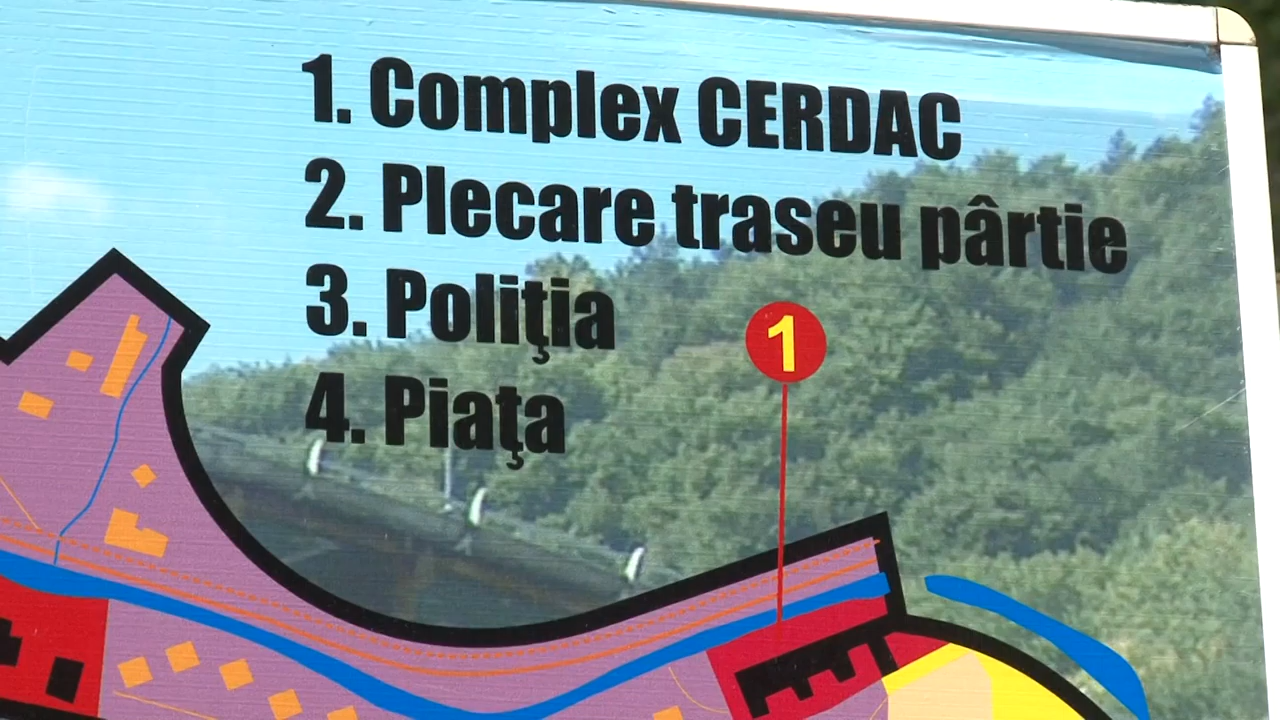 1. Complex CERDAC
2. Plecare traseu pârtie
3. Poliţia
4. Piaţa
1